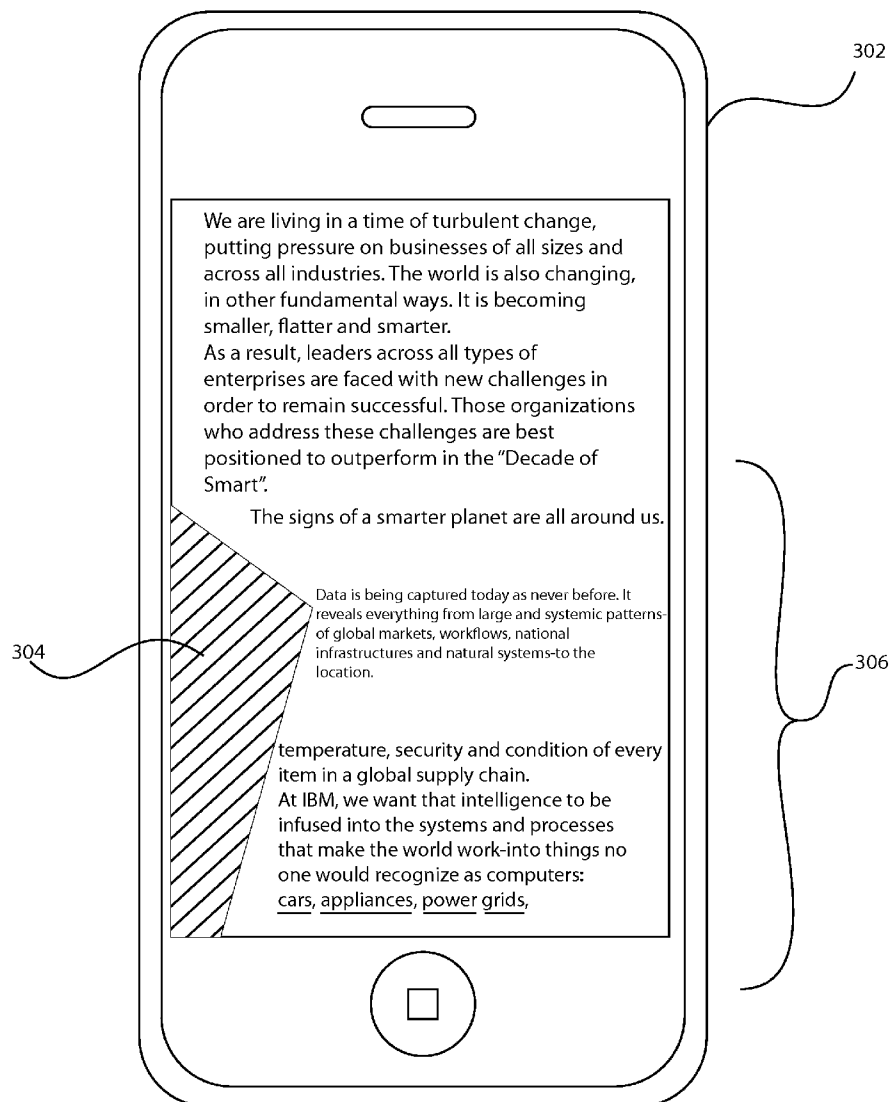 302
We are living in a time of turbulent change,
putting pressure on businesses of all sizes and
across all industries. The world is also changing,
in other fundamental ways. It is becoming
smaller, flatter and smarter.
As a result, leaders across all types of
enterprises are faced with new challenges in
order to remain successful. Those organizations
who address these challenges are best
positioned to outperform in the “Decade of
Smart”.
The signs of a smarter planet are all around us.
Data is being captured today as never before. It
reveals everything from large and systemic patterns-
of global markets, workflows, national
infrastructures and natural systems-to the
location.
304
306
temperature, security and condition of every
item in a global supply chain.
At IBM, we want that intelligence to be
infused into the systems and processes
that make the world work-into things no
one would recognize as computers:
cars, appliances, power grids,